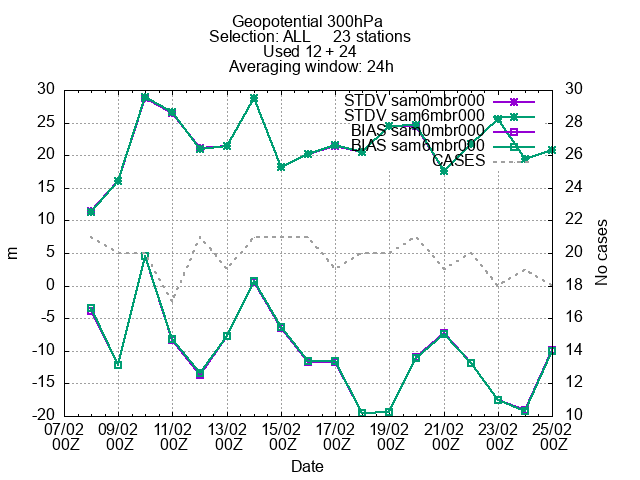 Geopotential 300hPa
Selection: ALL 23 stations
Used 12 + 24
Averaging window: 24h
STDV sam0mbr000
STDV sam6mbr000
BIAS sam0mbr000
BIAS sam6mbr000
CASES
30
25
20
15
10
5
0
-5
-10
-15
-20
m
30
28
26
24
22
20
18
16
14
12
10
No cases
07/02 09/02 11/02 13/02 15/02 17/02 19/02 21/02 23/02 25/02
00Z 00Z 00Z 00Z 00Z 00Z 00Z 00Z 00Z 00Z
Date